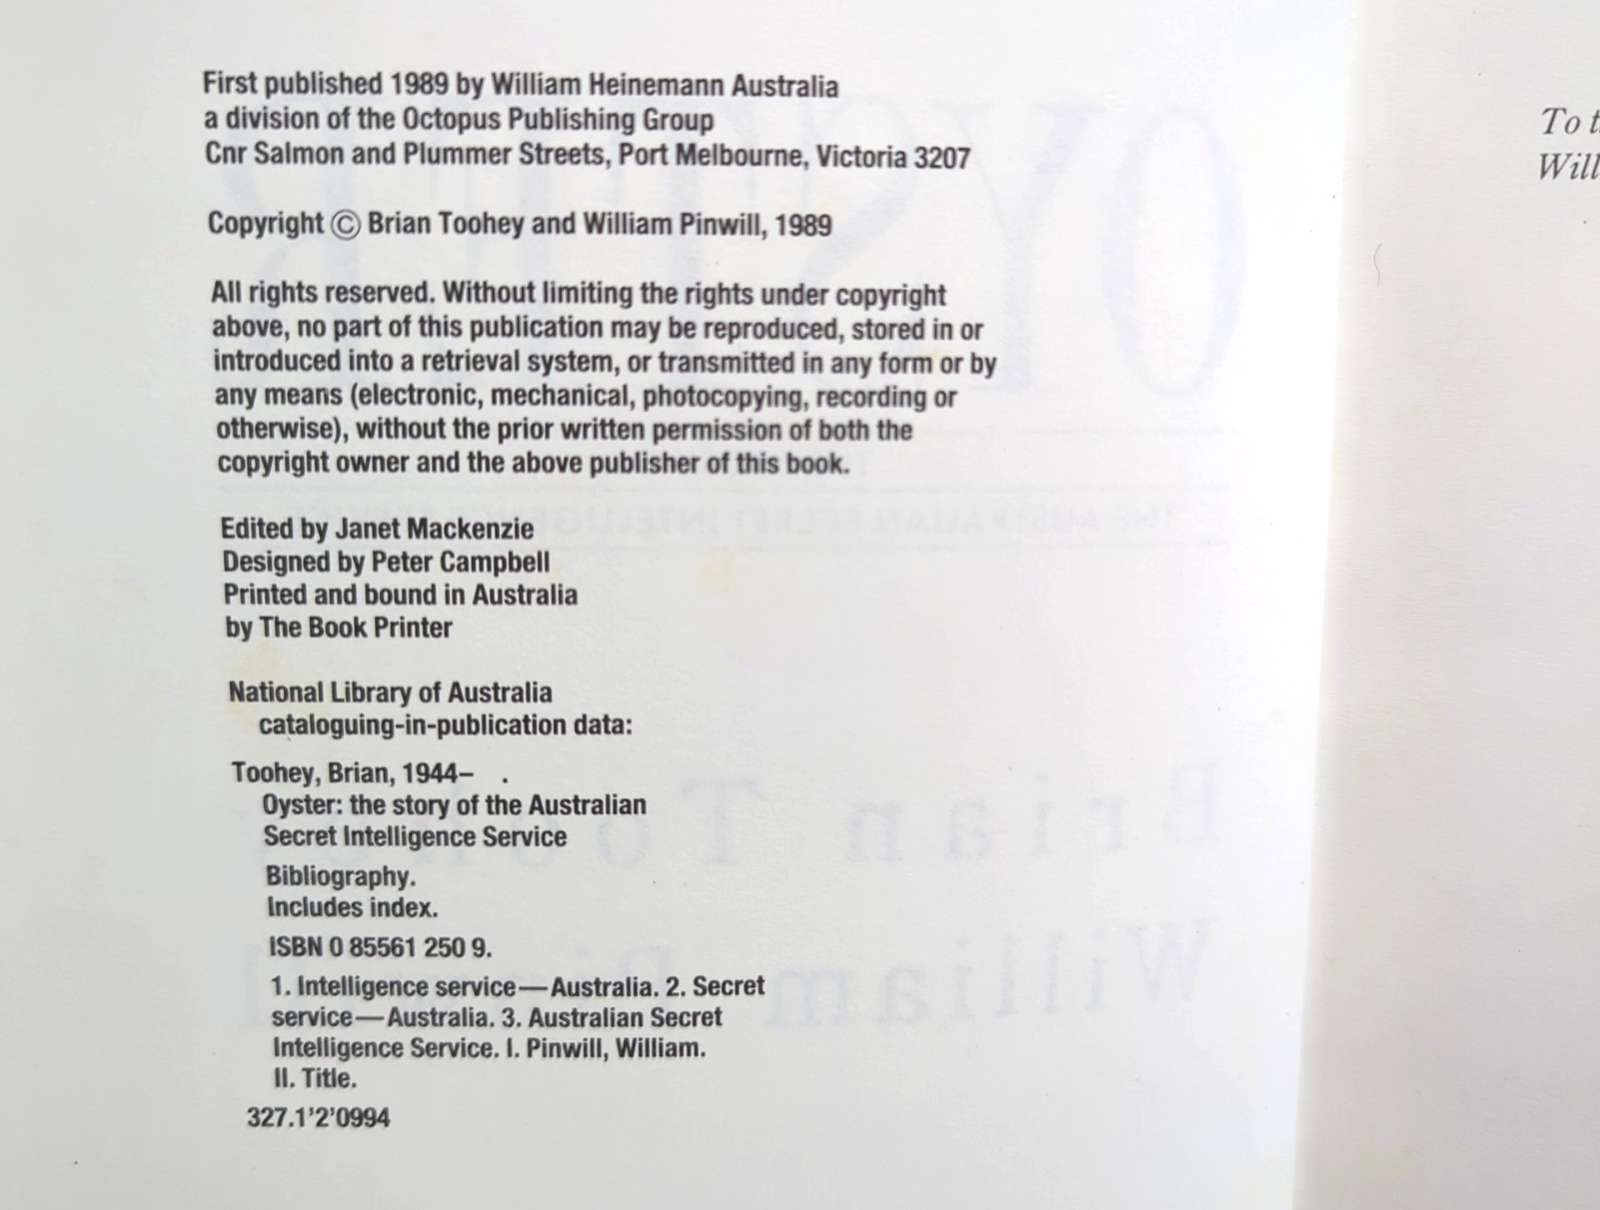 First published 1989 by William Heinemann Australia
a division of the Octopus Publishing Group
Cnr Salmon and Plummer Streets, Port Melbourne, Victoria 3207
Copyright © Brian Toohey and William Pinwill, 1989
All rights reserved. Without limiting the rights under copyright
above, no part of this publication may be reproduced, stored in or
introduced into a retrieval system, or transmitted in any form or by
any means (electronic, mechanical, photocopying, recording or
otherwise), without the prior written permission of both the
copyright owner and the above publisher of this book.
Edited by Janet Mackenzie
Designed by Peter Campbell
Printed and bound in Australia
by The Book Printer
National Library of Australia
cataloguing-in-publication data:
Toohey, Brian, 1944–    .
Oyster: the story of the Australian
Secret Intelligence Service
Bibliography.
Includes index.
ISBN 0 85561 250 9.
1. Intelligence service—Australia. 2. Secret
service—Australia. 3. Australian Secret
Intelligence Service. I. Pinwill, William.
II. Title.
327.1'2'0994
To